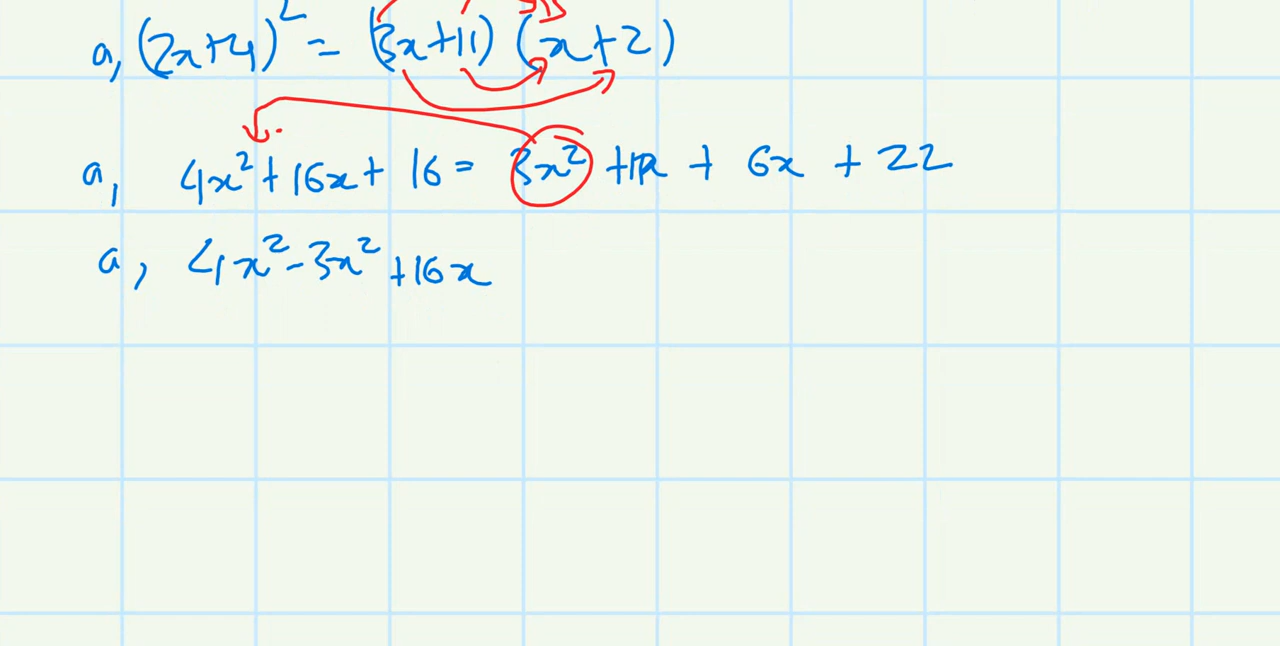 a, (2x+4)² = (3x+11) (x+2)
a, 4x²+16x+ 16 = 3x² +11x + 6x + 22
a, 4x²-3x²+16x